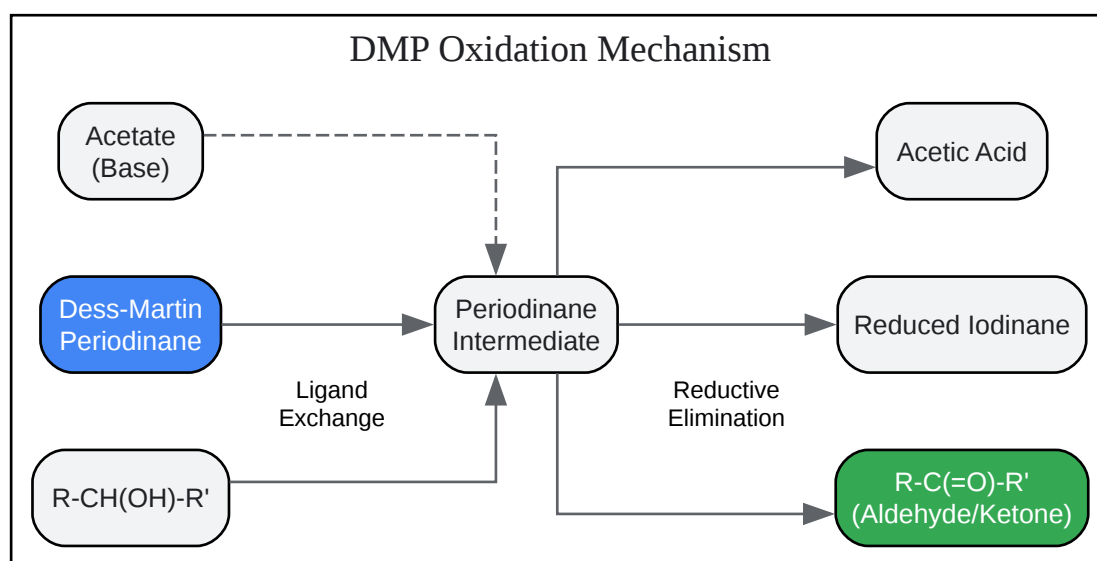 DMP Oxidation Mechanism
Acetate
(Base)
Acetic Acid
Dess-Martin
Periodinane
Periodinane
Intermediate
Reduced Iodinane
Ligand
Exchange
Reductive
Elimination
R-CH(OH)-R'
R-C(=O)-R'
(Aldehyde/Ketone)